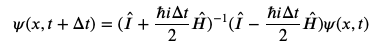 ψ(x, t + Δt) = (Î + ħiΔt/2 Ĥ)⁻¹(Î − ħiΔt/2 Ĥ)ψ(x, t)